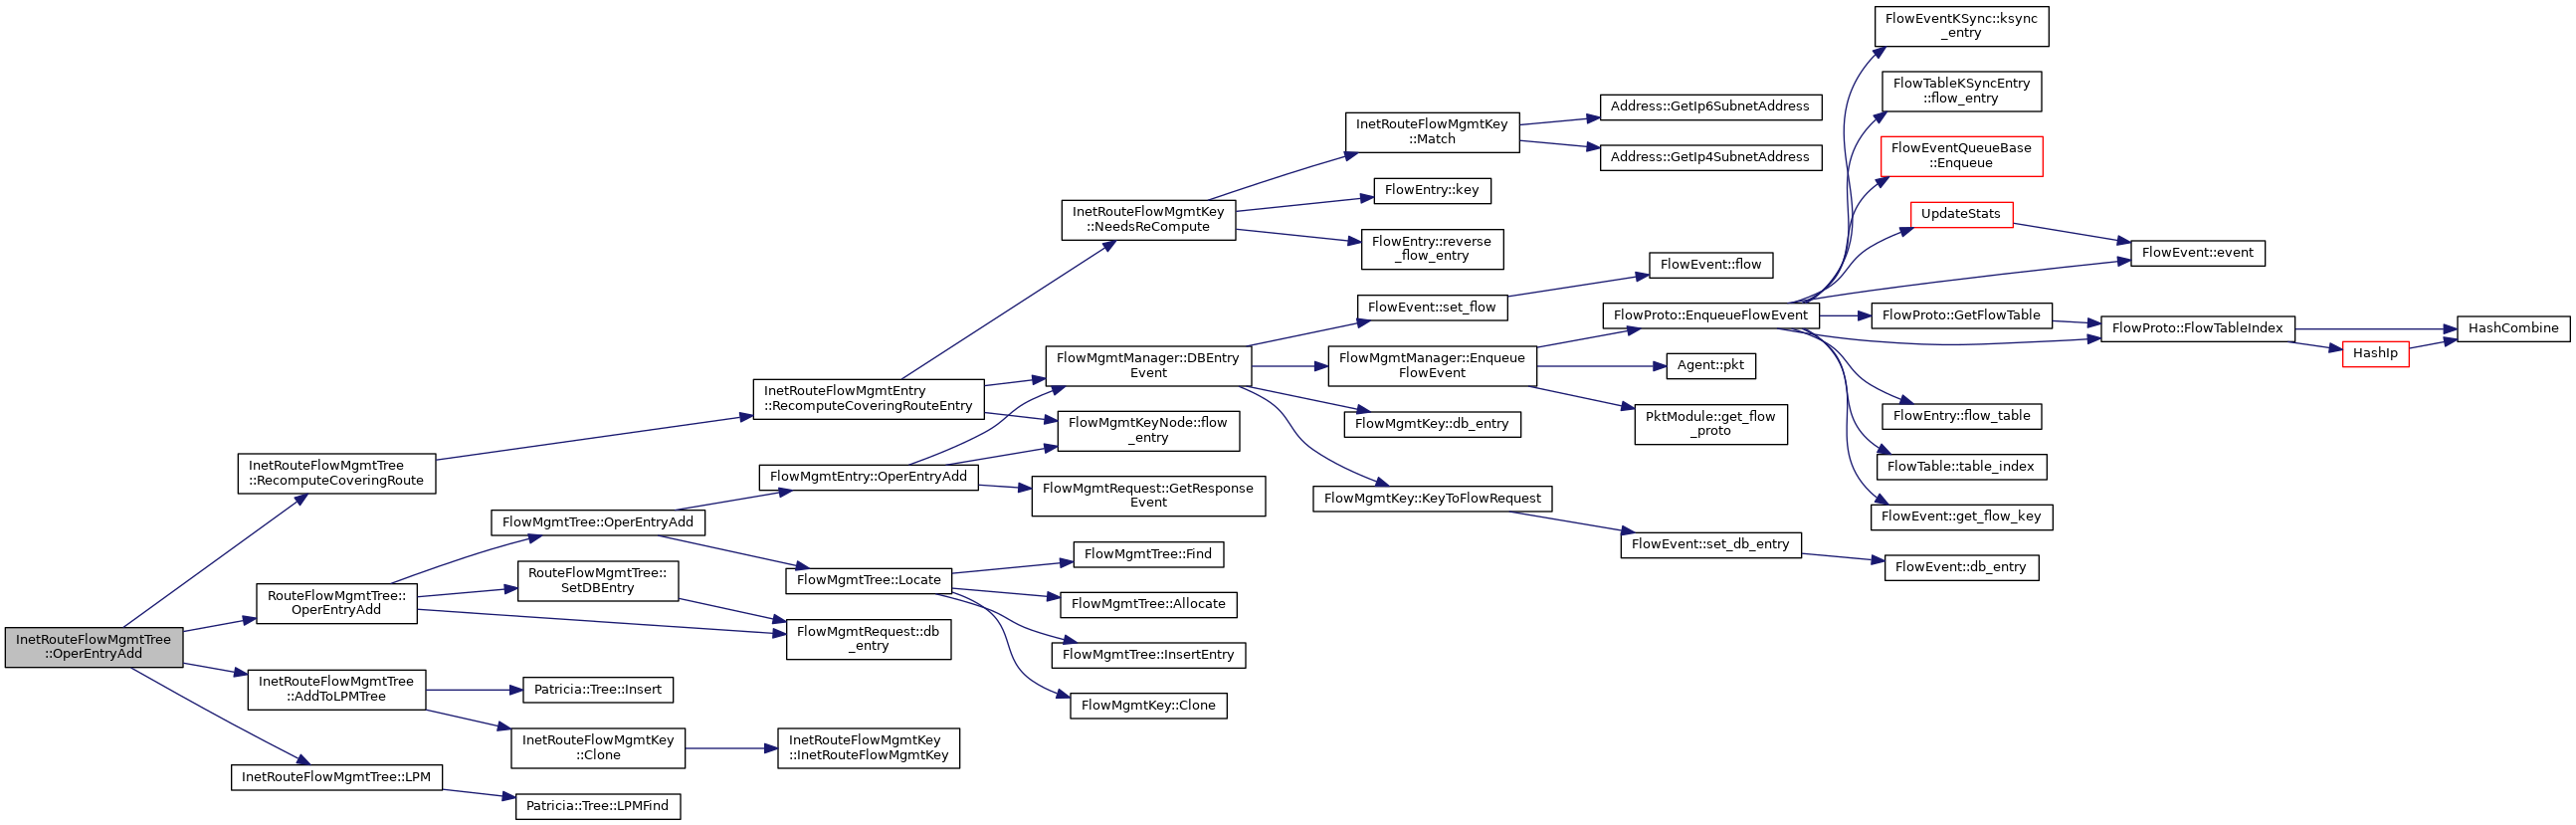 InetRouteFlowMgmtTree
::OperEntryAdd
InetRouteFlowMgmtTree
::RecomputeCoveringRoute
RouteFlowMgmtTree::
OperEntryAdd
InetRouteFlowMgmtTree
::AddToLPMTree
InetRouteFlowMgmtTree::LPM
FlowMgmtTree::OperEntryAdd
RouteFlowMgmtTree::
SetDBEntry
Patricia::Tree::Insert
InetRouteFlowMgmtKey
::Clone
Patricia::Tree::LPMFind
InetRouteFlowMgmtEntry
::RecomputeCoveringRouteEntry
FlowMgmtEntry::OperEntryAdd
FlowMgmtTree::Locate
FlowMgmtRequest::db
_entry
InetRouteFlowMgmtKey
::InetRouteFlowMgmtKey
InetRouteFlowMgmtKey
::NeedsReCompute
FlowMgmtManager::DBEntry
Event
FlowMgmtKeyNode::flow
_entry
FlowMgmtRequest::GetResponse
Event
FlowMgmtTree::Find
FlowMgmtTree::Allocate
FlowMgmtTree::InsertEntry
FlowMgmtKey::Clone
InetRouteFlowMgmtKey
::Match
FlowEntry::key
FlowEntry::reverse
_flow_entry
FlowEvent::set_flow
FlowMgmtManager::Enqueue
FlowEvent
FlowMgmtKey::db_entry
FlowMgmtKey::KeyToFlowRequest
Address::GetIp6SubnetAddress
Address::GetIp4SubnetAddress
FlowEvent::flow
FlowProto::EnqueueFlowEvent
Agent::pkt
PktModule::get_flow
_proto
FlowEvent::set_db_entry
FlowEventKSync::ksync
_entry
FlowTableKSyncEntry
::flow_entry
FlowEventQueueBase
::Enqueue
UpdateStats
FlowProto::GetFlowTable
FlowEntry::flow_table
FlowTable::table_index
FlowEvent::get_flow_key
FlowEvent::db_entry
FlowEvent::event
FlowProto::FlowTableIndex
HashIp
HashCombine